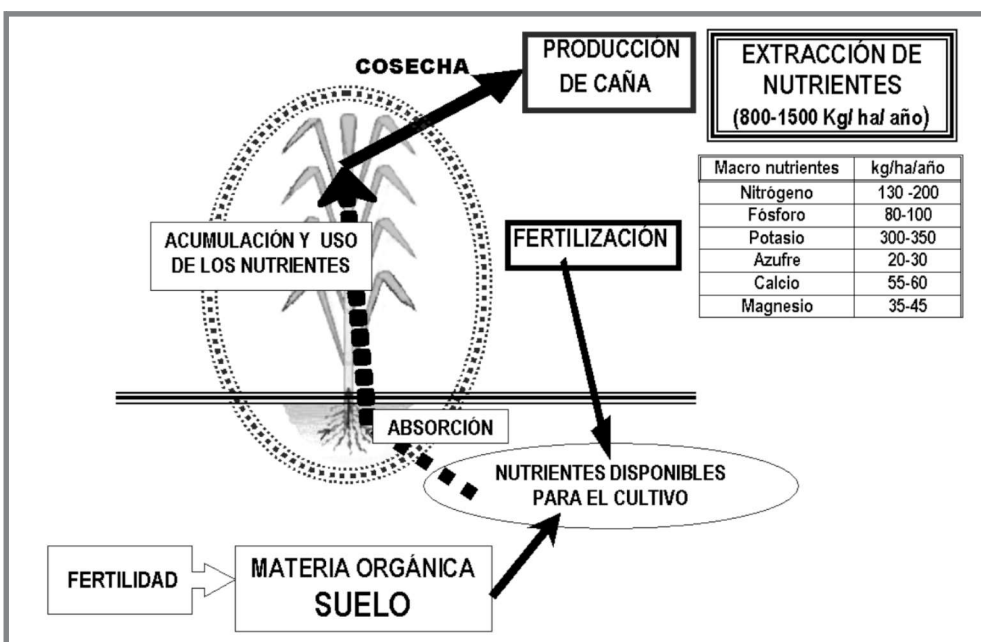 COSECHA
PRODUCCIÓN
DE CAÑA
EXTRACCIÓN DE
NUTRIENTES
(800-1500 Kg/ ha/ año)
Macro nutrientes kg/ha/año
Nitrógeno 130 -200
Fósforo 80-100
Potasio 300-350
Azufre 20-30
Calcio 55-60
Magnesio 35-45
ACUMULACIÓN Y USO
DE LOS NUTRIENTES
FERTILIZACIÓN
ABSORCIÓN
NUTRIENTES DISPONIBLES
PARA EL CULTIVO
FERTILIDAD
MATERIA ORGÁNICA
SUELO